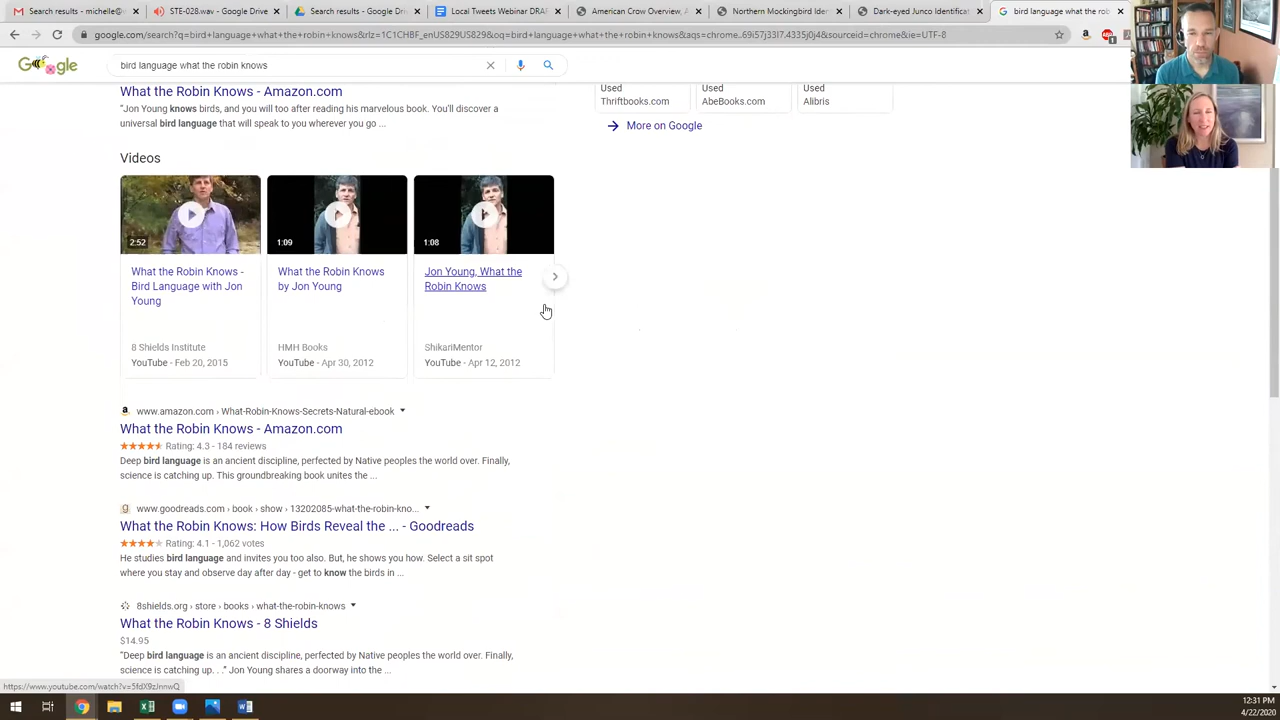 Search results - michelle@
STE-028.wav - Google Drive
Search results - Google Driv
Local Tweets Webinar DRAF
American Crow Overview, A
Northern Mockingbird Ident
Dark-eyed Junco Identificat
bird language what the robin
google.com/search?q=bird+language+what+the+robin+knows&rlz=1C1CHBF_enUS829US829&oq=bird+language+what+the+robin+knows&aqs=chrome..69i57j33l7.4335j0j4&sourceid=chrome&ie=UTF-8
Google
bird language what the robin knows
What the Robin Knows - Amazon.com
"Jon Young knows birds, and you will too after reading his marvelous book. You'll discover a
universal bird language that will speak to you wherever you go ...
Used
Thriftbooks.com
Used
AbeBooks.com
Used
Alibris
More on Google
Videos
2:52
1:09
1:08
What the Robin Knows -
Bird Language with Jon
Young
8 Shields Institute
YouTube - Feb 20, 2015
What the Robin Knows
by Jon Young
HMH Books
YouTube - Apr 30, 2012
Jon Young, What the
Robin Knows
ShikariMentor
YouTube - Apr 12, 2012
www.amazon.com › What-Robin-Knows-Secrets-Natural-ebook
What the Robin Knows - Amazon.com
Rating: 4.3 - 184 reviews
Deep bird language is an ancient discipline, perfected by Native peoples the world over. Finally,
science is catching up. This groundbreaking book unites the ...
www.goodreads.com › book › show › 13202085-what-the-robin-kno...
What the Robin Knows: How Birds Reveal the ... - Goodreads
Rating: 4.1 - 1,062 votes
He studies bird language and invites you too also. But, he shows you how. Select a sit spot
where you stay and observe day after day - get to know the birds in ...
8shields.org › store › books › what-the-robin-knows
What the Robin Knows - 8 Shields
$14.95
"Deep bird language is an ancient discipline, perfected by Native peoples the world over. Finally,
science is catching up. . ." Jon Young shares a doorway into the ...
https://www.youtube.com/watch?v=5fdX9zJnnwQ
12:31 PM
4/22/2020